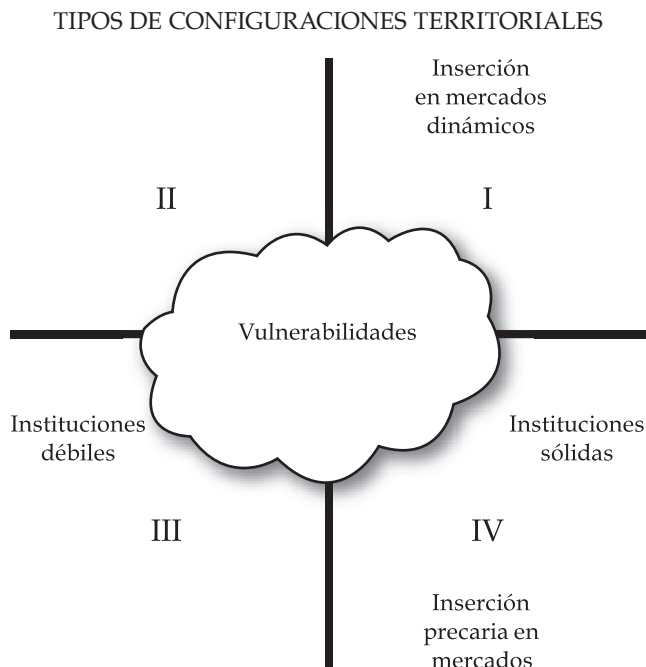 TIPOS DE CONFIGURACIONES TERRITORIALES
Inserción
en mercados
dinámicos
II
I
Vulnerabilidades
Instituciones
débiles
Instituciones
sólidas
III
IV
Inserción
precaria en
mercados